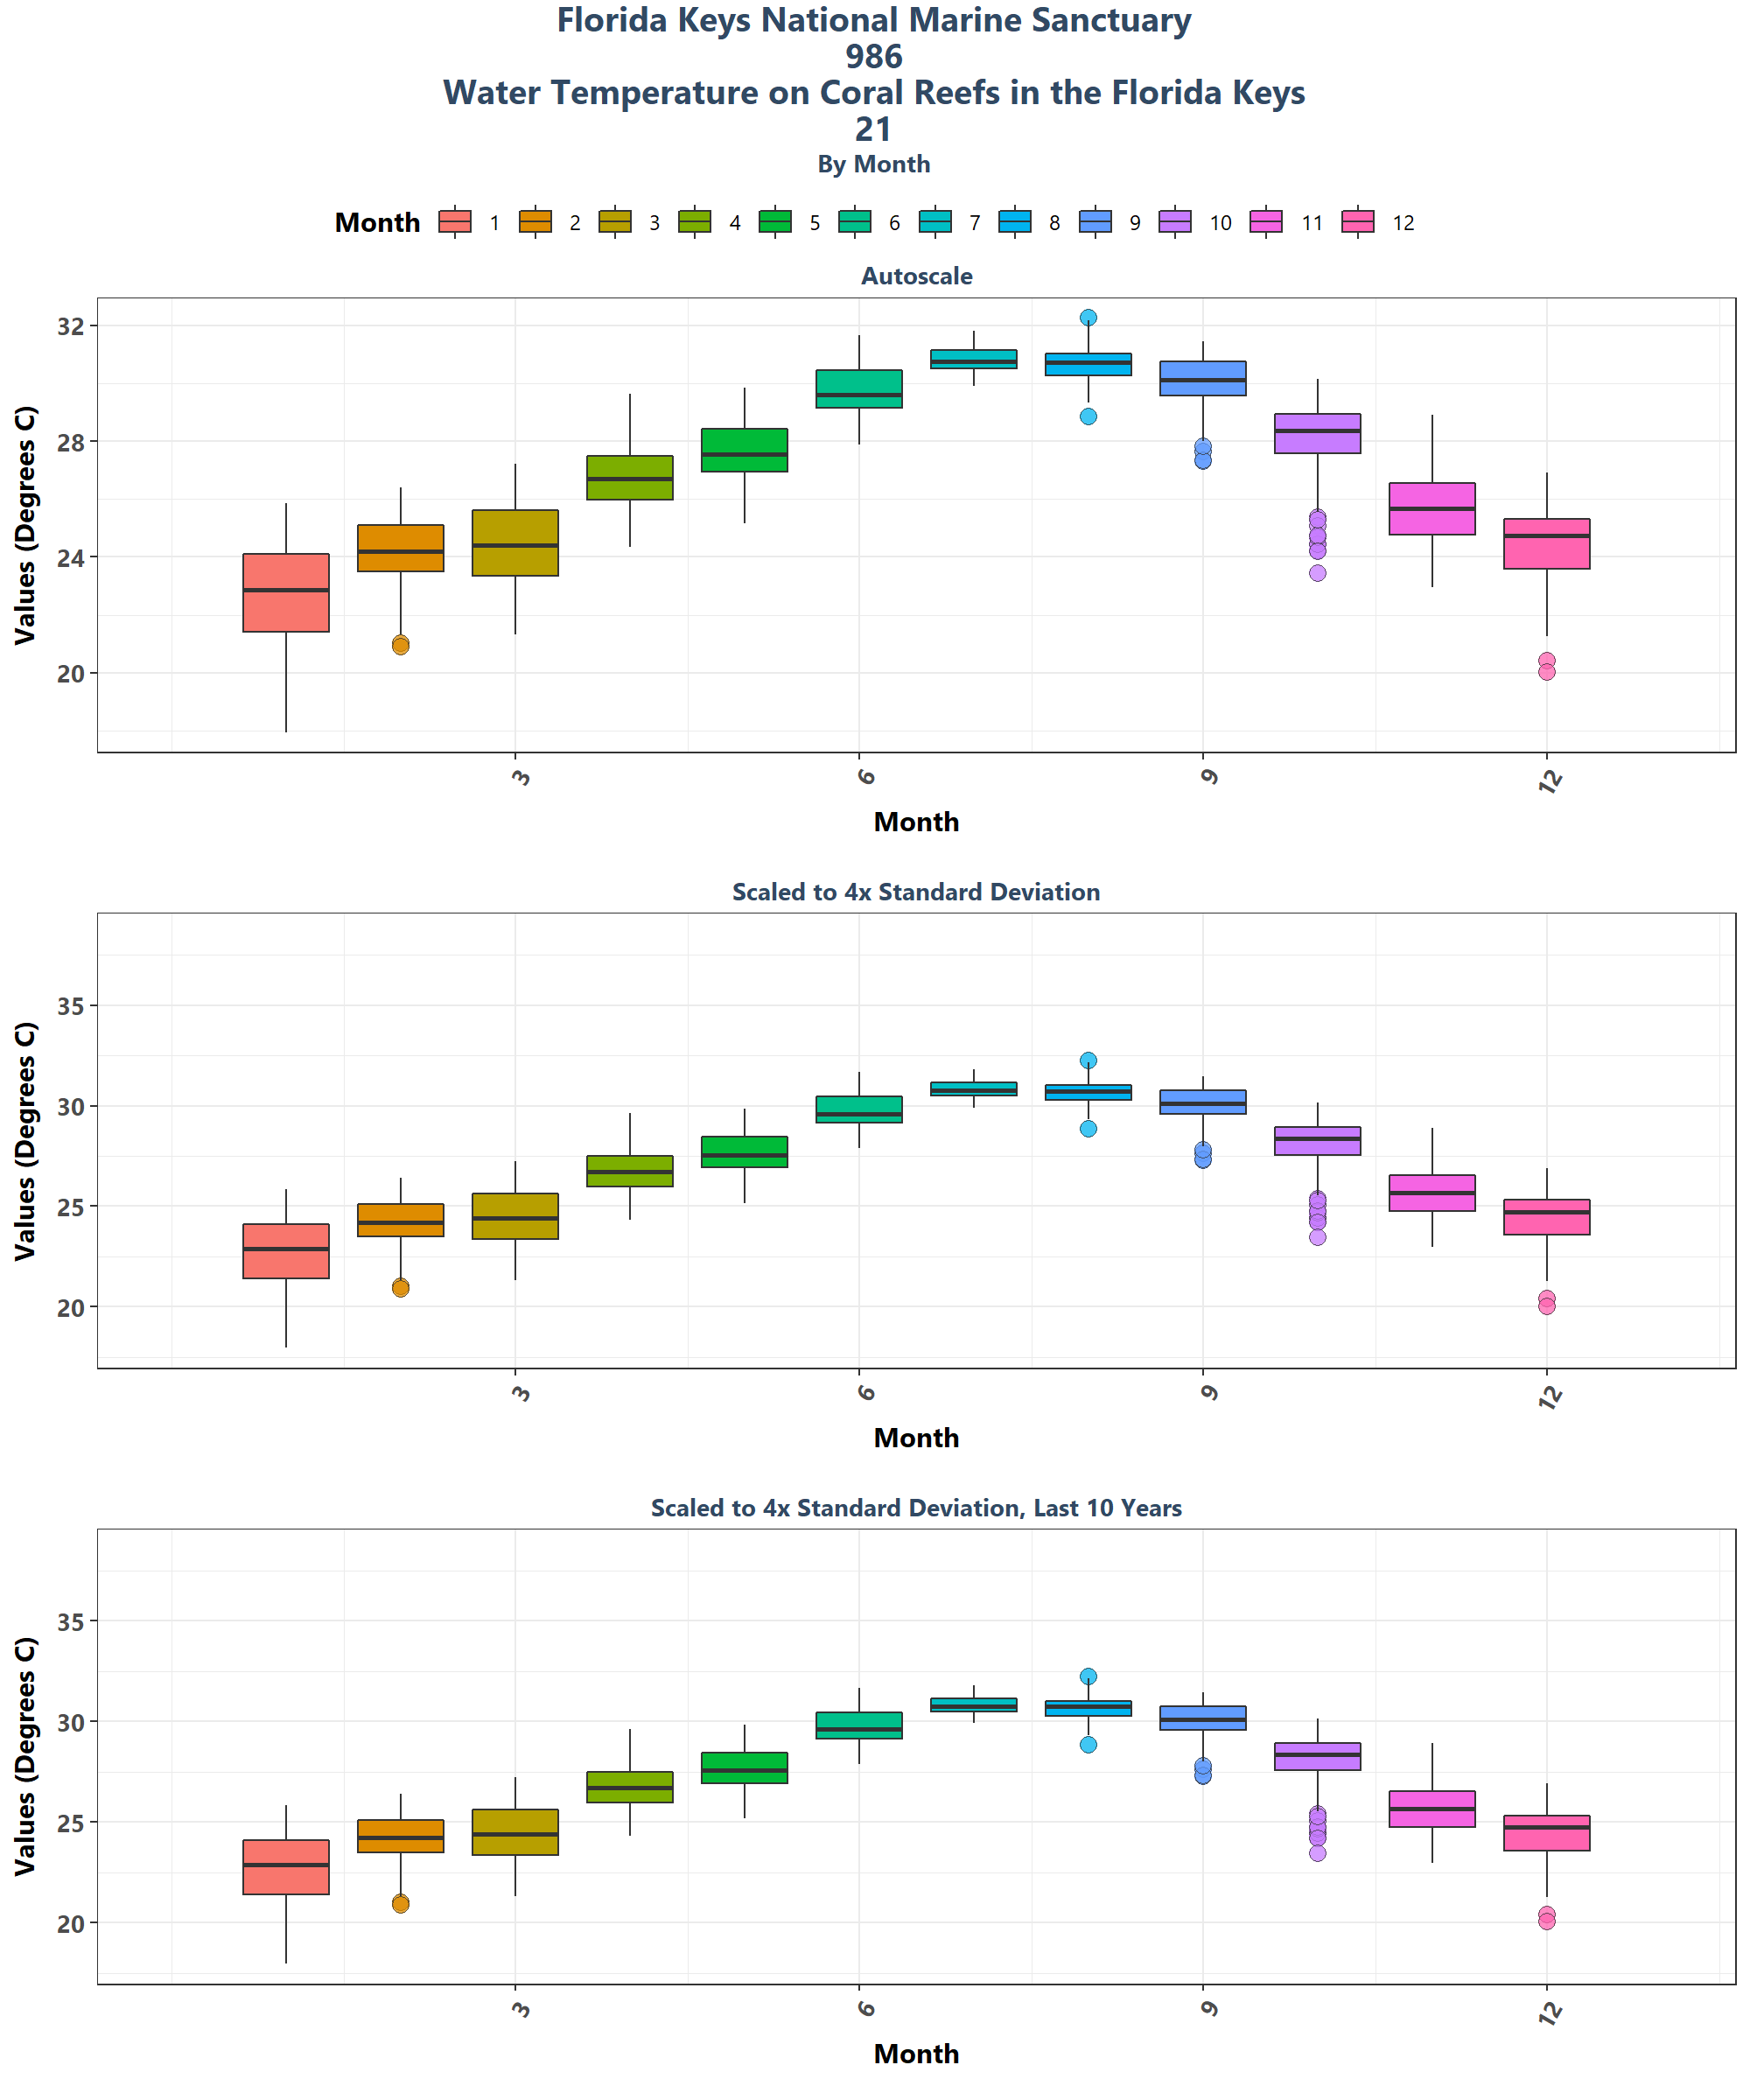 Florida Keys National Marine Sanctuary
986
Water Temperature on Coral Reefs in the Florida Keys
21
By Month
Month 1 2 3 4 5 6 7 8 9 10 11 12
Autoscale
Values (Degrees C)
32
28
24
20
3 6 9 12
Month
Scaled to 4x Standard Deviation
Values (Degrees C)
35
30
25
20
3 6 9 12
Month
Scaled to 4x Standard Deviation, Last 10 Years
Values (Degrees C)
35
30
25
20
3 6 9 12
Month